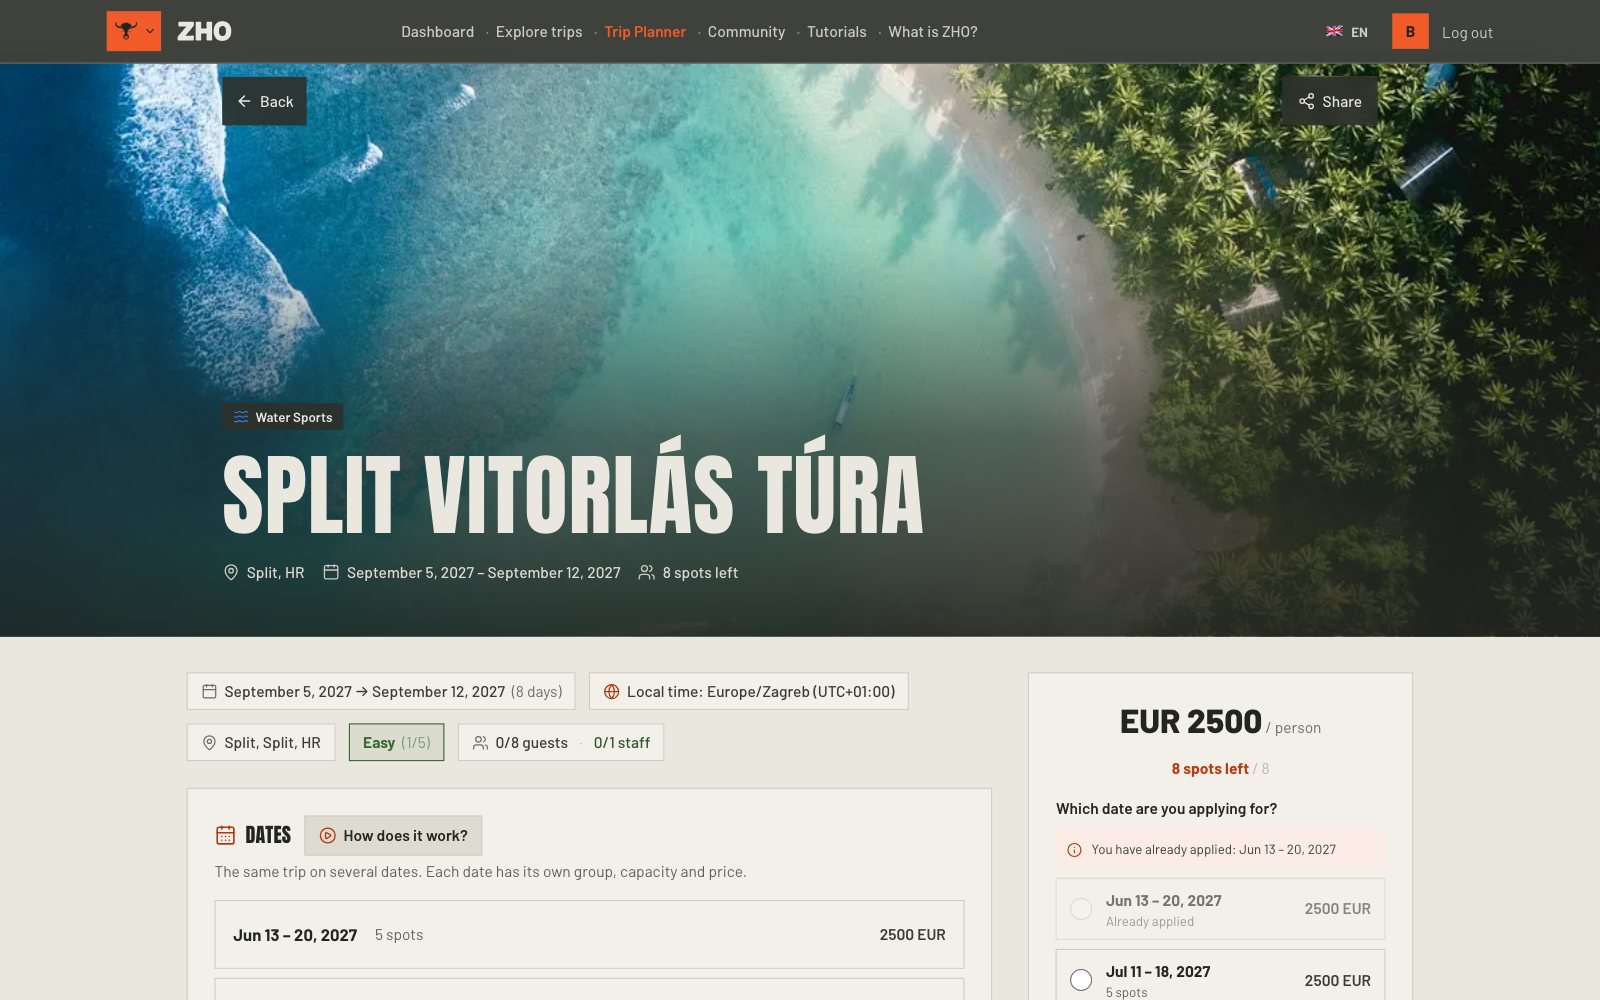 ZHO
Dashboard · Explore trips · Trip Planner · Community · Tutorials · What is ZHO?
EN
B
Log out
Back
Share
Water Sports
SPLIT VITORLÁS TÚRA
Split, HR
September 5, 2027 – September 12, 2027
8 spots left
September 5, 2027 → September 12, 2027 (8 days)
Local time: Europe/Zagreb (UTC+01:00)
Split, Split, HR
Easy (1/5)
0/8 guests · 0/1 staff
DATES
How does it work?
The same trip on several dates. Each date has its own group, capacity and price.
Jun 13 – 20, 2027 5 spots 2500 EUR
EUR 2500 / person
8 spots left / 8
Which date are you applying for?
You have already applied: Jun 13 – 20, 2027
Jun 13 – 20, 2027 2500 EUR
Already applied
Jul 11 – 18, 2027 2500 EUR
5 spots